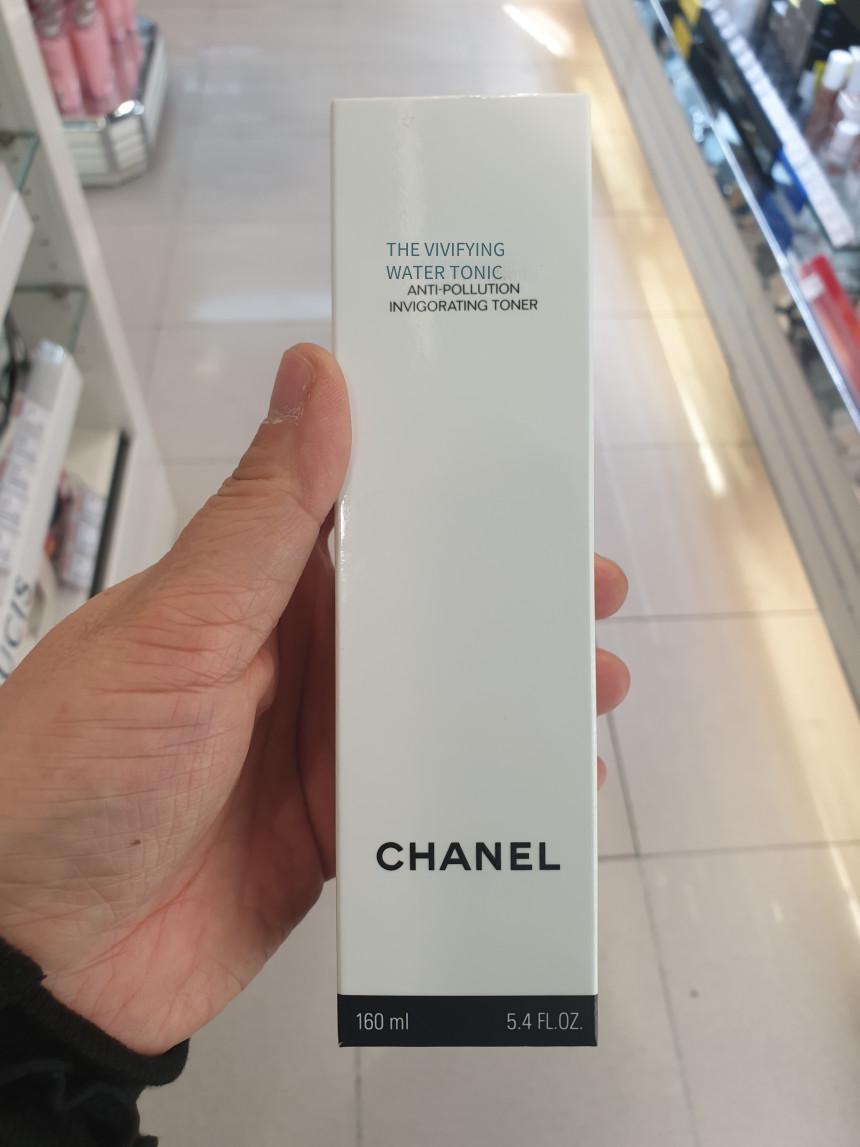 THE VIVIFYING
WATER TONIC
ANTI-POLLUTION
INVIGORATING TONER
CHANEL
160 ml 5.4 FL.OZ.